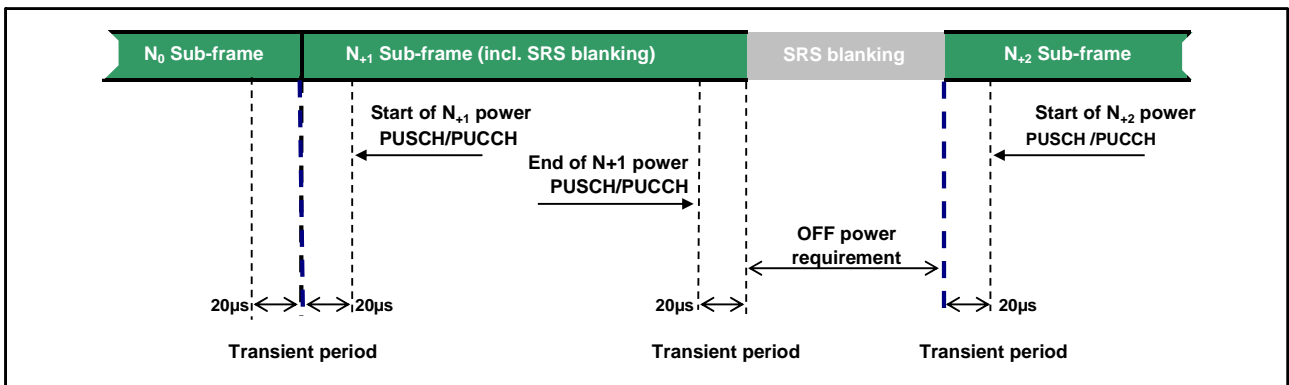 N₀ Sub-frame
N₊₁ Sub-frame (incl. SRS blanking)
SRS blanking
N₊₂ Sub-frame
Start of N₊₁ power
PUSCH/PUCCH
End of N+1 power
PUSCH/PUCCH
Start of N₊₂ power
PUSCH /PUCCH
OFF power
requirement
20µs
20µs
20µs
20µs
Transient period
Transient period
Transient period